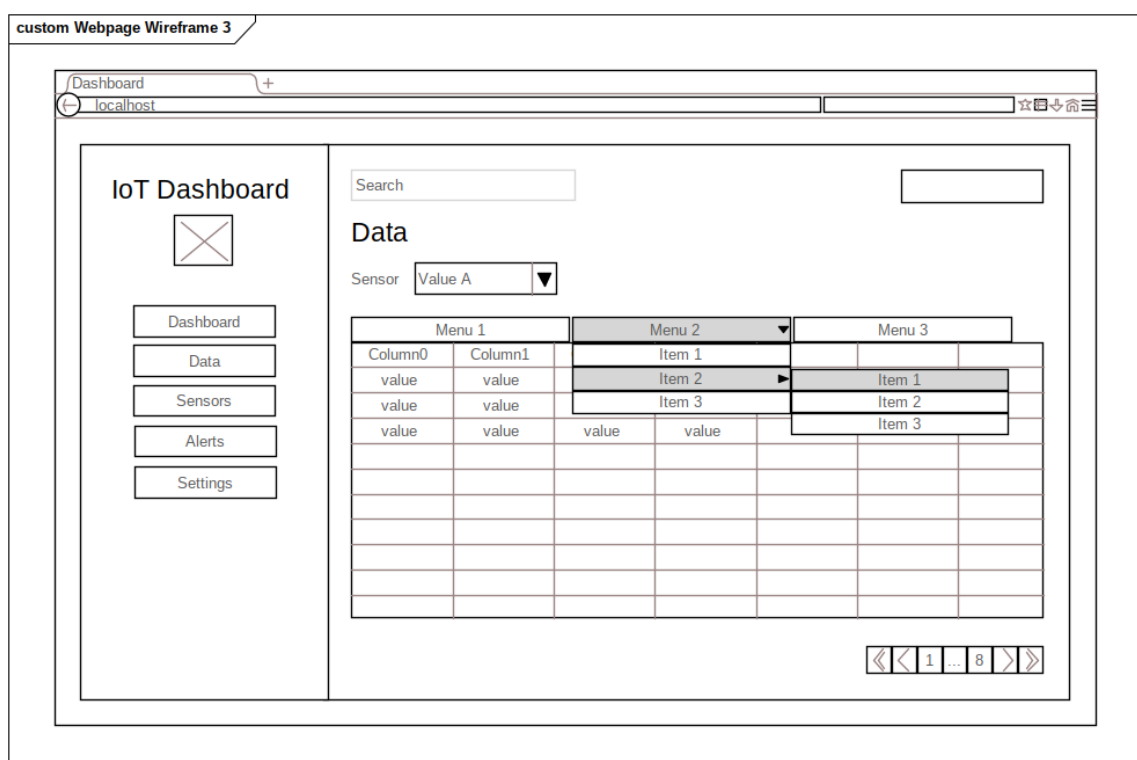 custom Webpage Wireframe 3
Dashboard +
localhost
IoT Dashboard
Dashboard
Data
Sensors
Alerts
Settings
Search
Data
Sensor Value A
Menu 1 Menu 2 Menu 3
Column0 Column1 Item 1
value value Item 2 Item 1
value value Item 3 Item 2
value value value value Item 3
1 ... 8